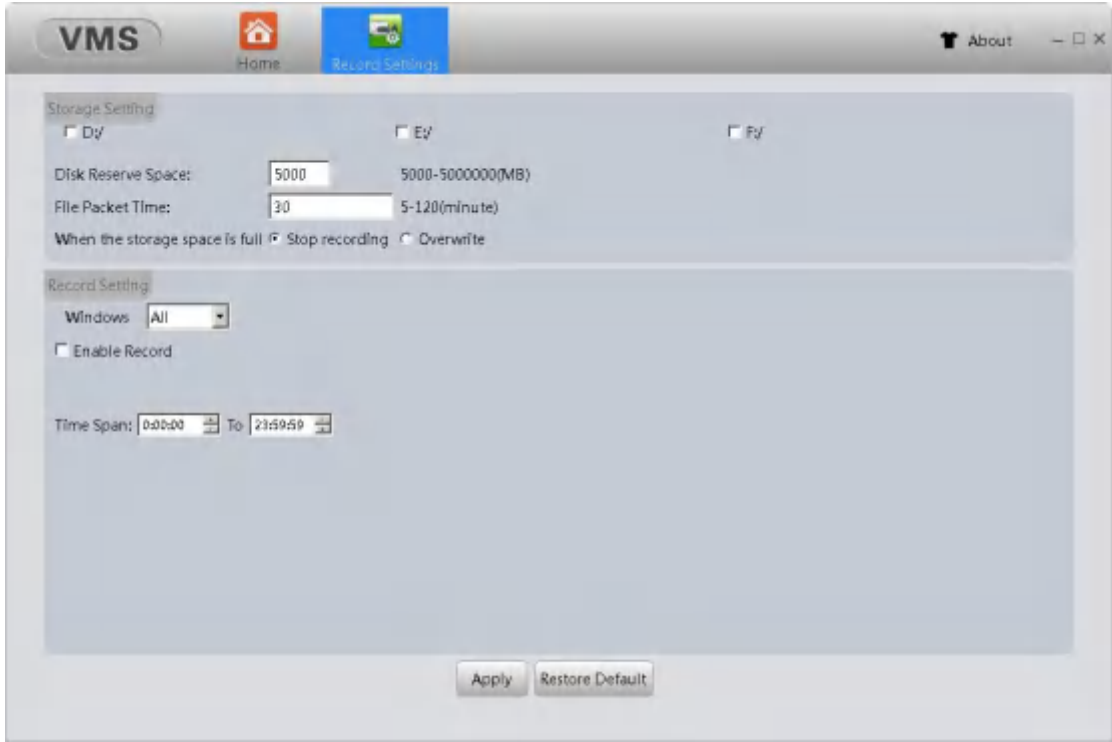 VMS
Home
Record Settings
About
Storage Setting
D:/
E:/
F:/
Disk Reserve Space: 5000 5000-5000000(MB)
File Packet Time: 30 5-120(minute)
When the storage space is full Stop recording Overwrite
Record Setting
Windows All
Enable Record
Time Span: 0:00:00 To 23:59:59
Apply Restore Default